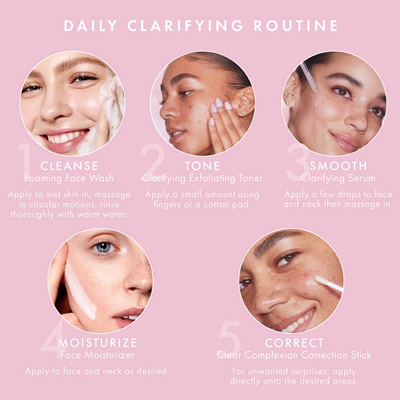 DAILY CLARIFYING ROUTINE
1
CLEANSE
Foaming Face Wash
Apply to wet skin in, massage
in circular motions, rinse
thoroughly with warm water.
2
TONE
Clarifying Exfoliating Toner
Apply a small amount using
fingers or a cotton pad.
3
SMOOTH
Clarifying Serum
Apply a few drops to face
and neck then massage in.
4
MOISTURIZE
Face Moisturizer
Apply to face and neck as desired.
5
CORRECT
Clear Complexion Correction Stick
For unwanted surprises, apply
directly onto the desired areas.